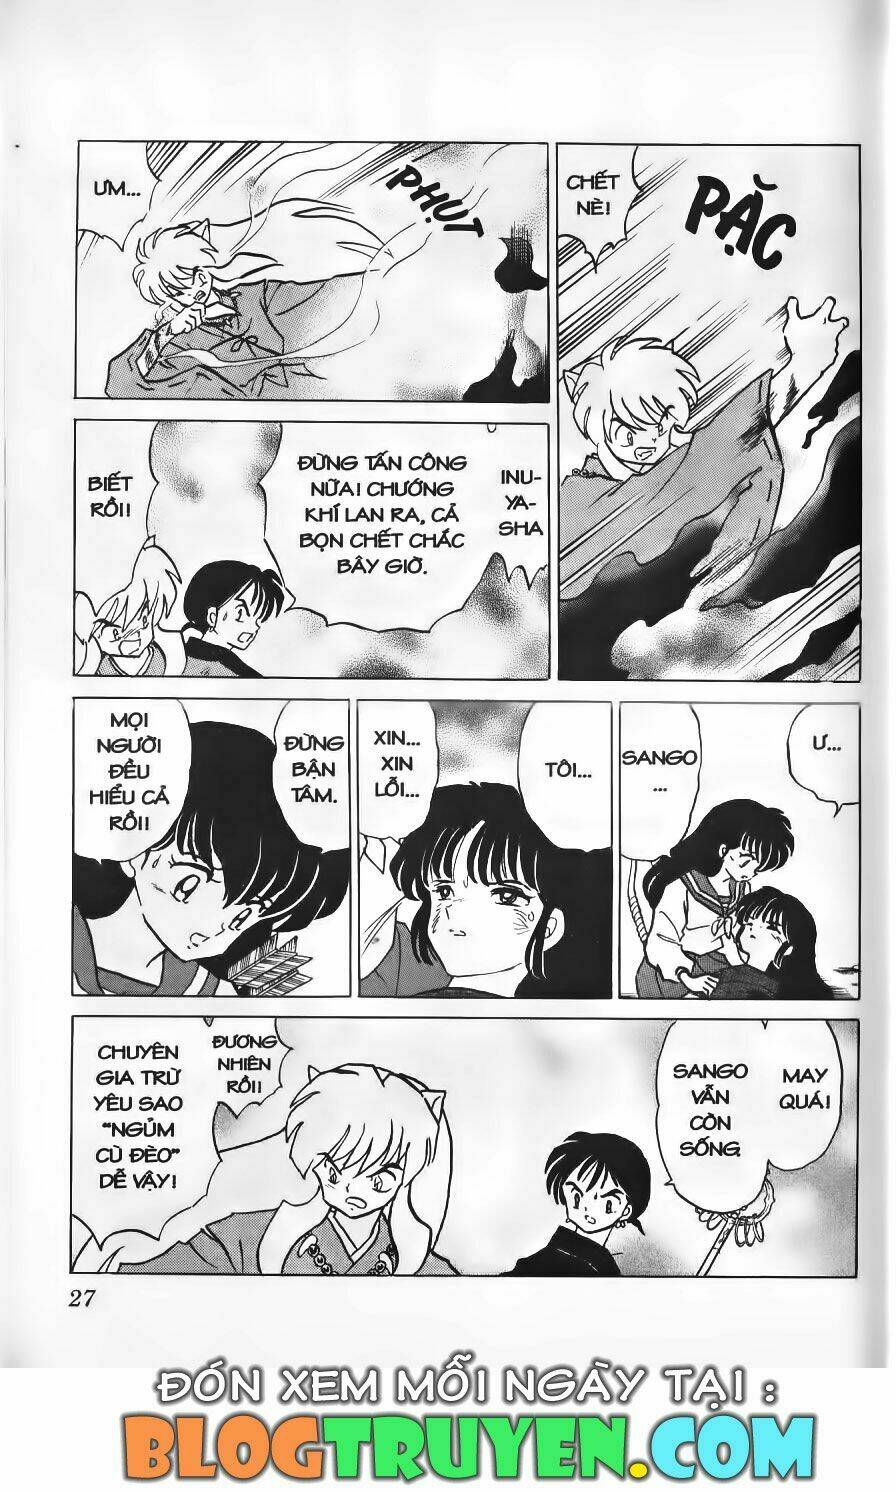 CHẾT
NÈ!
PẶC
ƯM...
PHỤT
INU-
YA-
SHA
ĐỪNG TẤN CÔNG
NỮA! CHƯỚNG
KHÍ LAN RA, CẢ
BỌN CHẾT CHẮC
BÂY GIỜ.
BIẾT
RỒI!
Ư...
SANGO
...
TÔI...
XIN...
XIN
LỖI...
ĐỪNG
BẬN
TÂM.
MỌI
NGƯỜI
ĐỀU
HIỂU CẢ
RỒI!
MAY
QUÁ!
SANGO
VẪN
CÒN
SỐNG.
ĐƯƠNG
NHIÊN
RỒI!
CHUYÊN
GIA TRỪ
YÊU SAO
"NGỦM
CÙ ĐÈO"
DỄ VẬY!
27
ĐÓN XEM MỖI NGÀY TẠI :
BLOGTRUYEN.COM